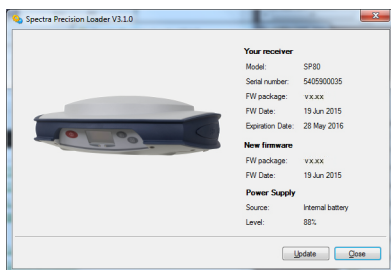 Spectra Precision Loader V3.1.0
Your receiver
Model: SP80
Serial number: 5405900035
FW package: vx.xx
FW Date: 19 Jun 2015
Expiration Date: 28 May 2016
New firmware
FW package: vx.xx
FW Date: 19 Jun 2015
Power Supply
Source: Internal battery
Level: 88%
Update Close